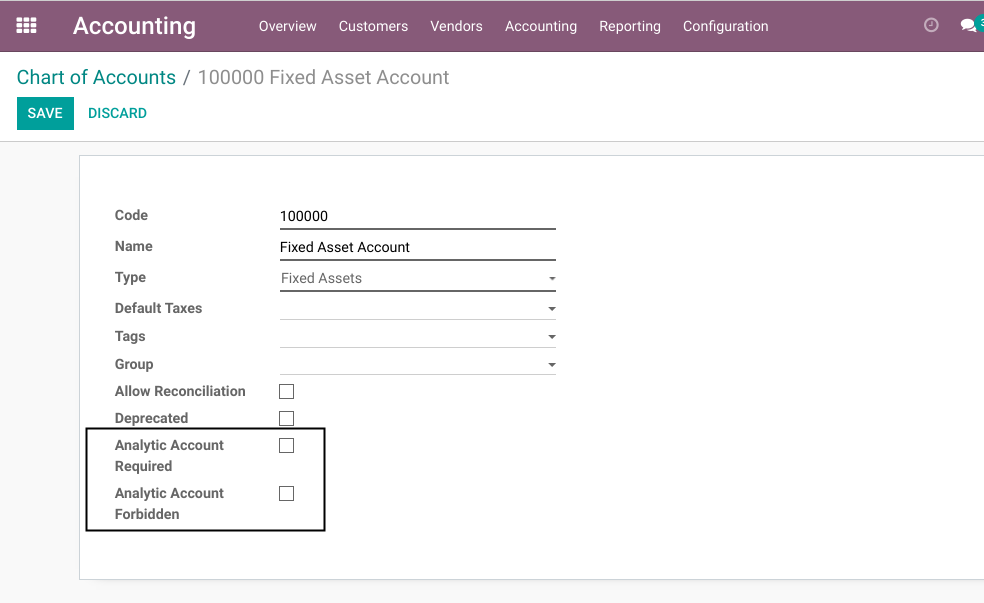 Accounting Overview Customers Vendors Accounting Reporting Configuration
Chart of Accounts / 100000 Fixed Asset Account
SAVE DISCARD
Code 100000
Name Fixed Asset Account
Type Fixed Assets
Default Taxes
Tags
Group
Allow Reconciliation
Deprecated
Analytic Account
Required
Analytic Account
Forbidden